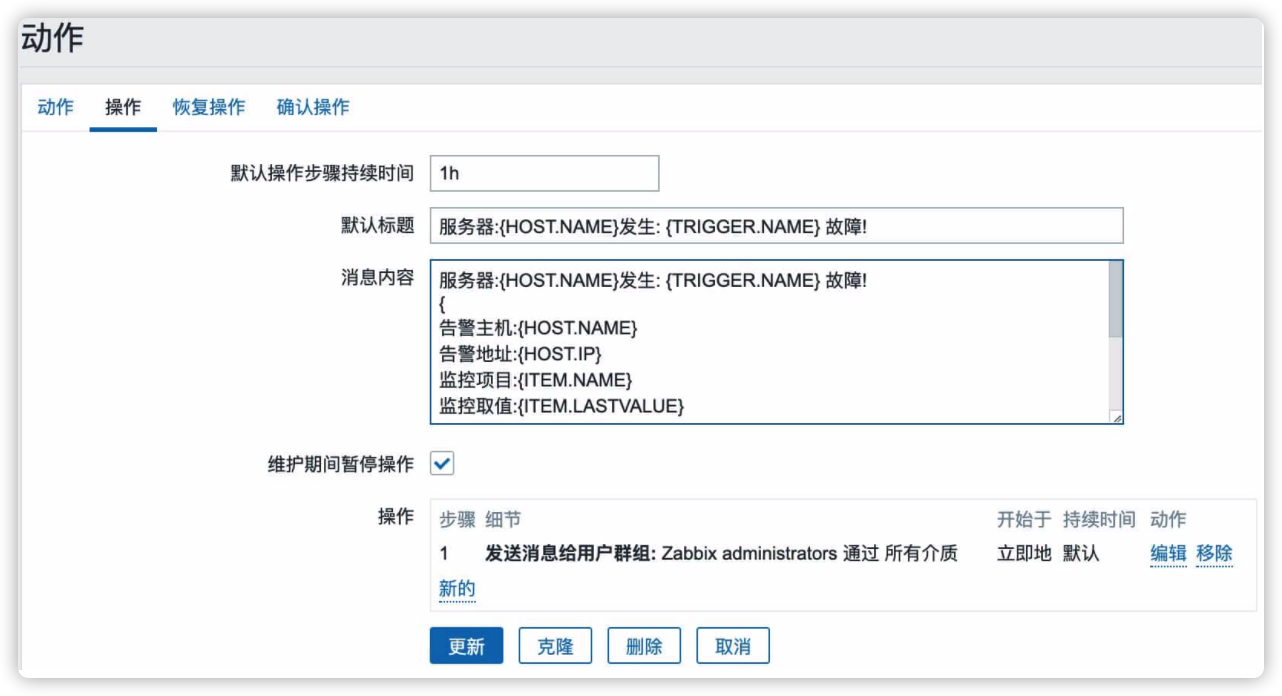 动作
动作 操作 恢复操作 确认操作
默认操作步骤持续时间 1h
默认标题 服务器:{HOST.NAME}发生: {TRIGGER.NAME} 故障!
消息内容 服务器:{HOST.NAME}发生: {TRIGGER.NAME} 故障!
{
告警主机:{HOST.NAME}
告警地址:{HOST.IP}
监控项目:{ITEM.NAME}
监控取值:{ITEM.LASTVALUE}
维护期间暂停操作
操作 步骤 细节 开始于 持续时间 动作
1 发送消息给用户群组: Zabbix administrators 通过 所有介质 立即地 默认 编辑 移除
新的
更新 克隆 删除 取消